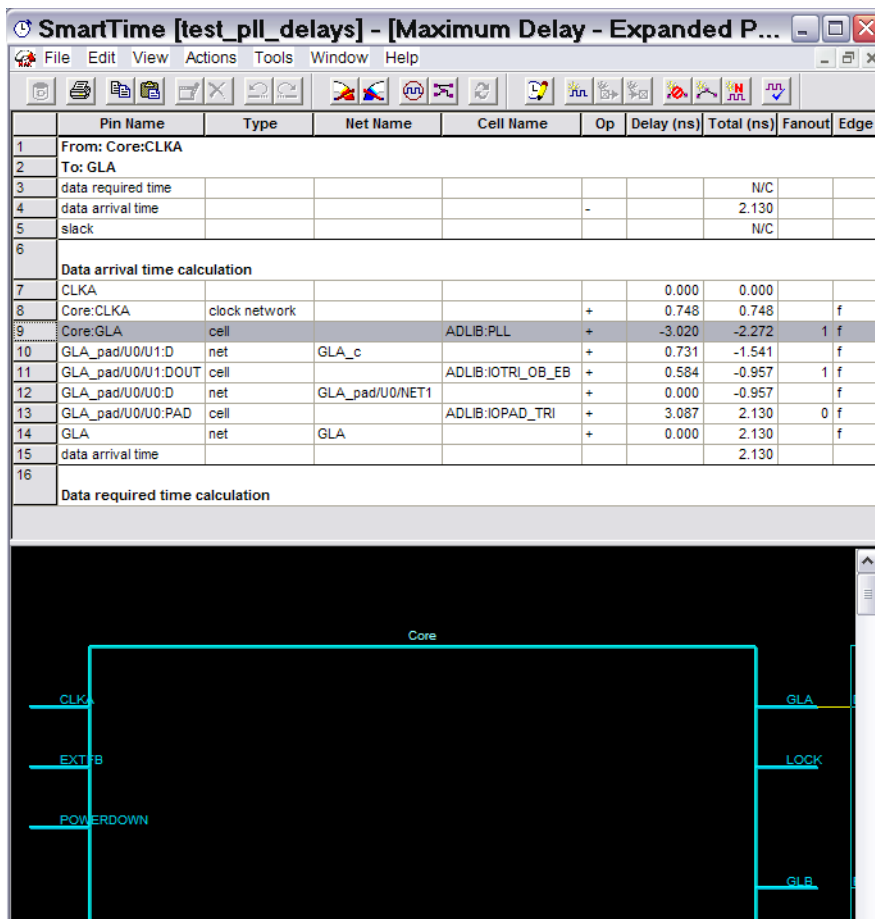 SmartTime [test_pll_delays] - [Maximum Delay - Expanded P...
File Edit View Actions Tools Window Help
Pin Name Type Net Name Cell Name Op Delay (ns) Total (ns) Fanout Edge
1 From: Core:CLKA
2 To: GLA
3 data required time N/C
4 data arrival time - 2.130
5 slack N/C
6 Data arrival time calculation
7 CLKA 0.000 0.000
8 Core:CLKA clock network + 0.748 0.748 f
9 Core:GLA cell ADLIB:PLL + -3.020 -2.272 1 f
10 GLA_pad/U0/U1:D net GLA_c + 0.731 -1.541 f
11 GLA_pad/U0/U1:DOUT cell ADLIB:IOTRI_OB_EB + 0.584 -0.957 1 f
12 GLA_pad/U0/U0:D net GLA_pad/U0/NET1 + 0.000 -0.957 f
13 GLA_pad/U0/U0:PAD cell ADLIB:IOPAD_TRI + 3.087 2.130 0 f
14 GLA net GLA + 0.000 2.130 f
15 data arrival time 2.130
16 Data required time calculation
Core
CLKA GLA
EXTFB LOCK
POWERDOWN
GLB